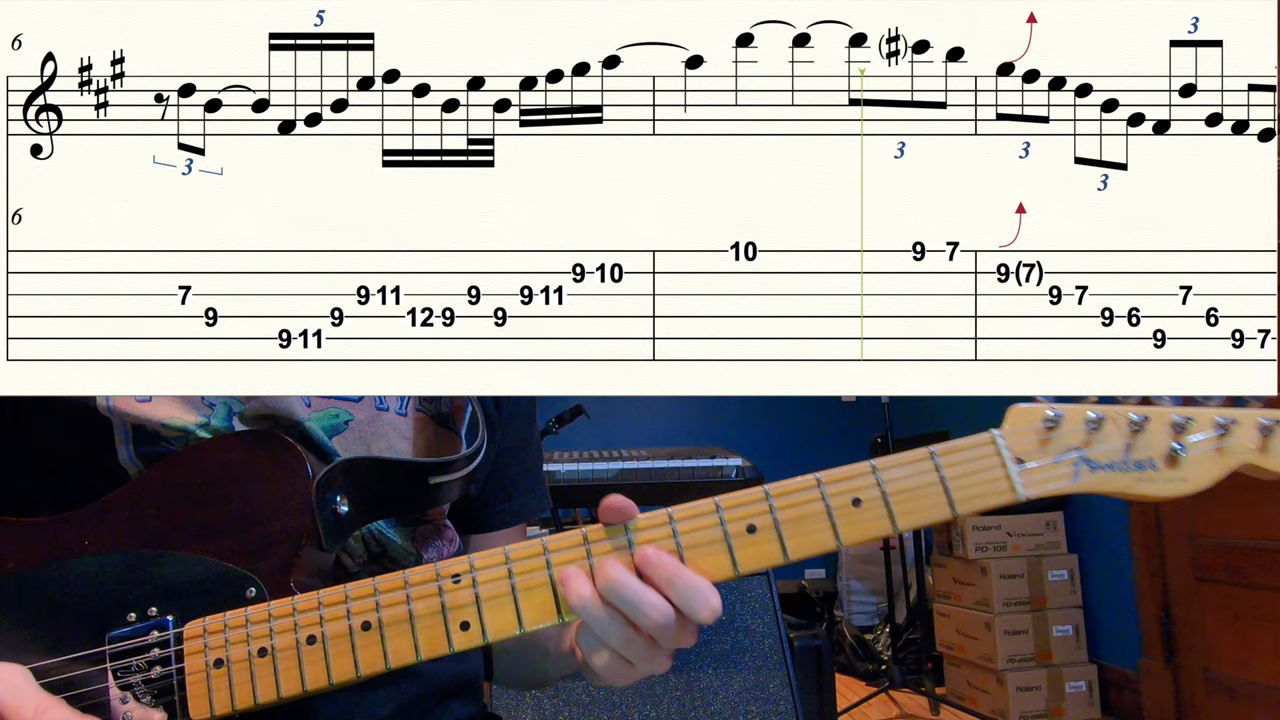 5
6
3
3
3
3
3
6
10 9 7
9 10 9 (7)
7 9 11 9 9 11 9 7 7
9 9 12 9 9 9 6 6
9 11 9 9 7
Fender
Roland
PD-105
Roland
Roland
Roland
Roland